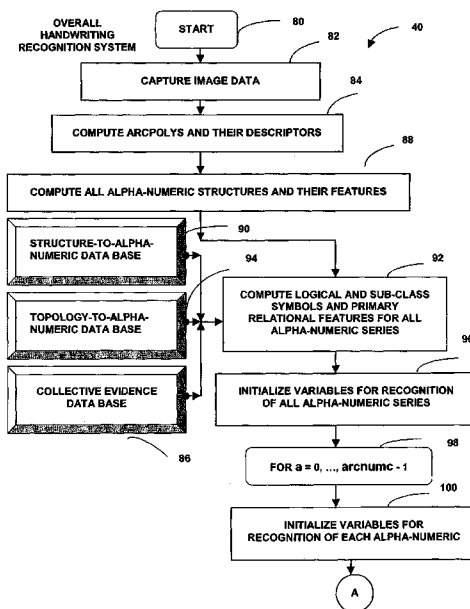 OVERALL
HANDWRITING
RECOGNITION SYSTEM
START
80
82
40
CAPTURE IMAGE DATA
84
COMPUTE ARCPOLYS AND THEIR DESCRIPTORS
88
COMPUTE ALL ALPHA-NUMERIC STRUCTURES AND THEIR FEATURES
90
STRUCTURE-TO-ALPHA-
NUMERIC DATA BASE
92
94
TOPOLOGY-TO-ALPHA-
NUMERIC DATA BASE
COMPUTE LOGICAL AND SUB-CLASS
SYMBOLS AND PRIMARY
RELATIONAL FEATURES FOR ALL
ALPHA-NUMERIC SERIES
96
COLLECTIVE EVIDENCE
DATA BASE
INITIALIZE VARIABLES FOR RECOGNITION
OF ALL ALPHA-NUMERIC SERIES
86
98
FOR a = 0, ..., arcnumc - 1
100
INITIALIZE VARIABLES FOR
RECOGNITION OF EACH ALPHA-NUMERIC
A